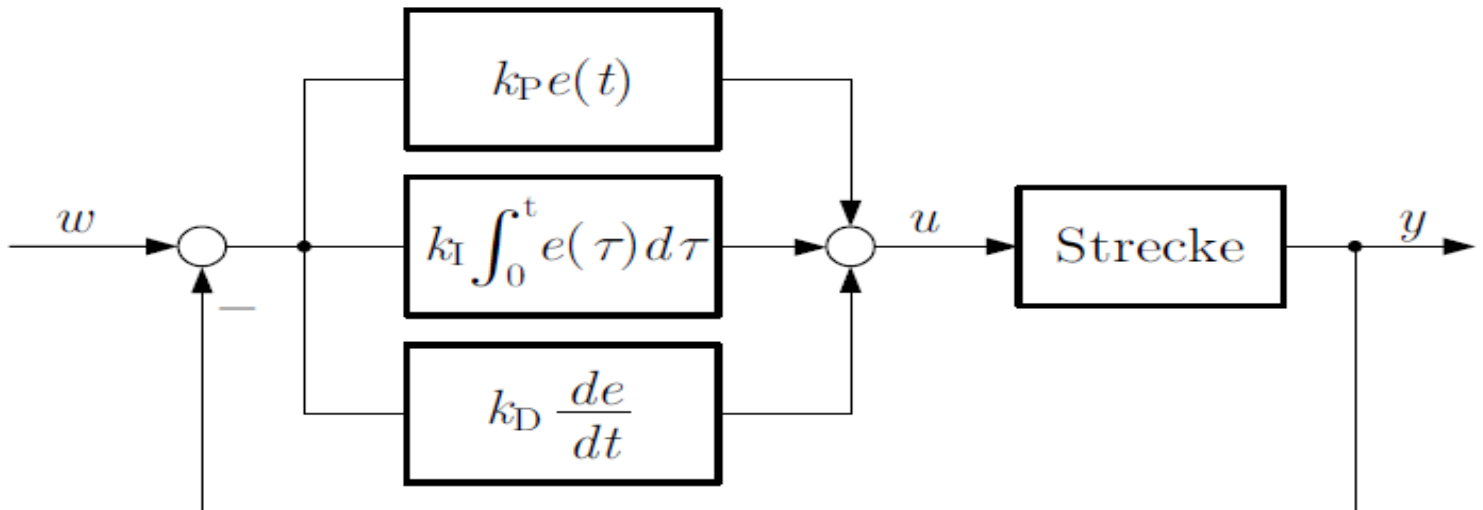 k_P e(t)
w
k_I ∫_0^t e(τ) dτ
u
Strecke
y
−
k_D de/dt